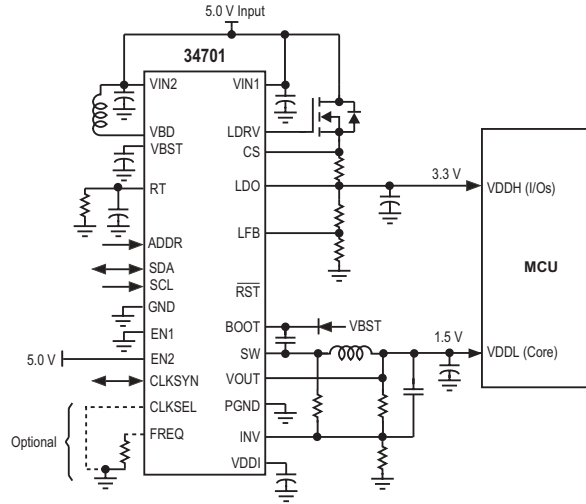 5.0 V Input
34701
VIN2
VIN1
VBD
LDRV
VBST
CS
RT
LDO
3.3 V
VDDH (I/Os)
ADDR
LFB
MCU
SDA
SCL
RST
GND
BOOT
VBST
EN1
1.5 V
5.0 V
EN2
SW
VDDL (Core)
CLKSYN
VOUT
CLKSEL
PGND
Optional
FREQ
INV
VDDI